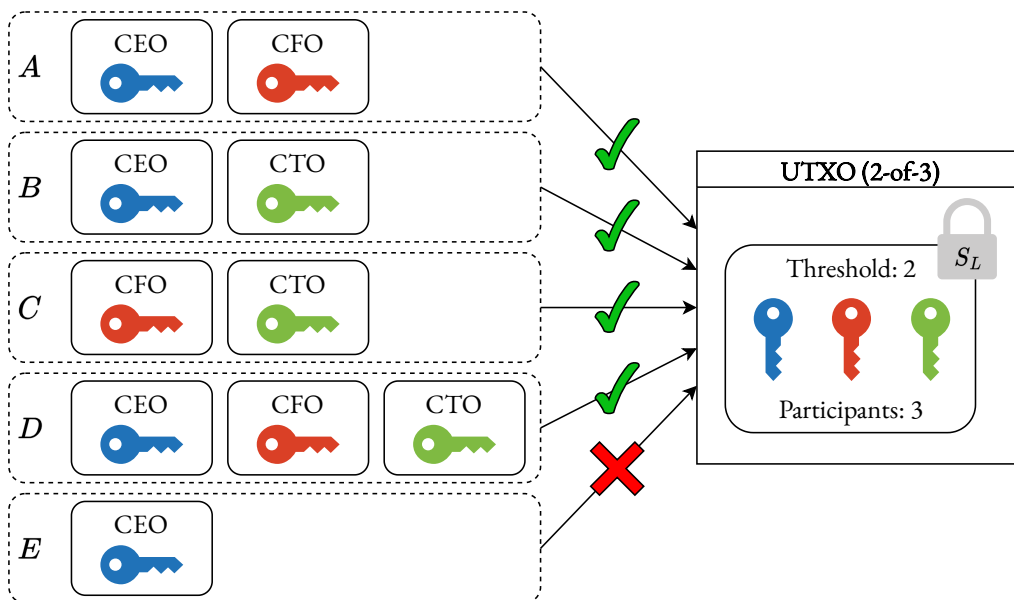 A
CEO
CFO
B
CEO
CTO
C
CFO
CTO
D
CEO
CFO
CTO
E
CEO
UTXO (2-of-3)
S_L
Threshold: 2
Participants: 3